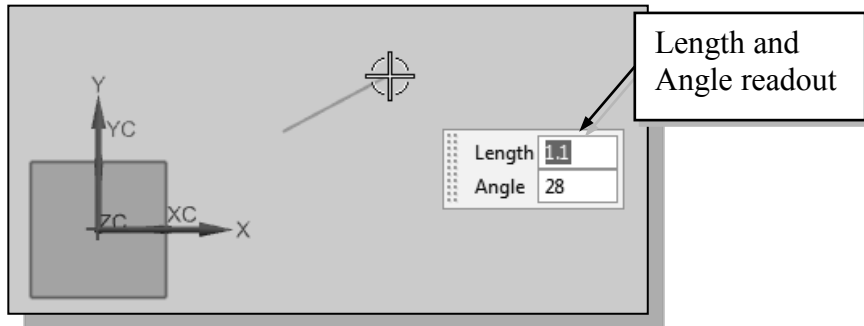 Length and
Angle readout
Y
YC
Length 1.1
Angle 28
XC
ZC
X